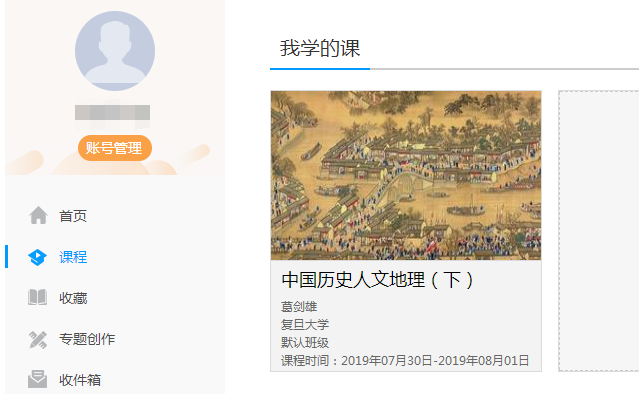 账号管理
首页
课程
收藏
专题创作
收件箱
我学的课
中国历史人文地理（下）
葛剑雄
复旦大学
默认班级
课程时间：2019年07月30日-2019年08月01日